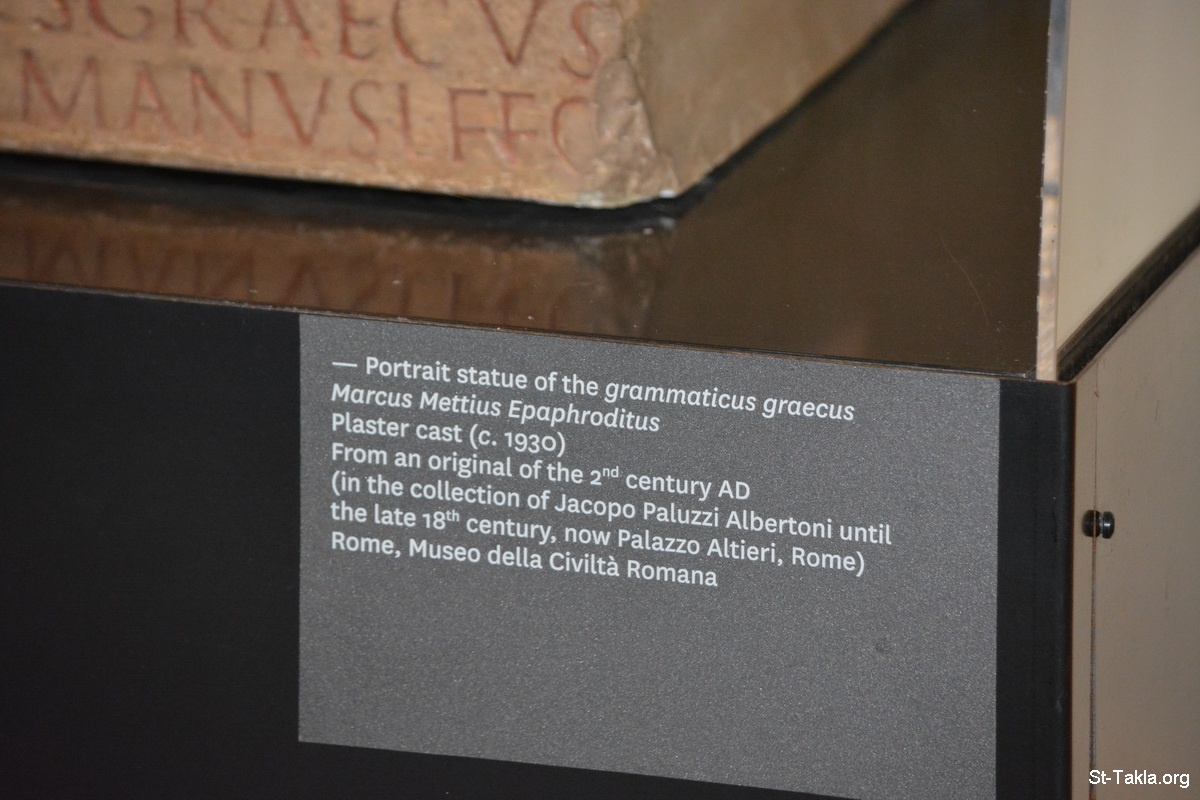 SGRAECVS
MANVSI FEC
— Portrait statue of the grammaticus graecus
Marcus Mettius Epaphroditus
Plaster cast (c. 1930)
From an original of the 2nd century AD
(in the collection of Jacopo Paluzzi Albertoni until
the late 18th century, now Palazzo Altieri, Rome)
Rome, Museo della Civiltà Romana
St-Takla.org